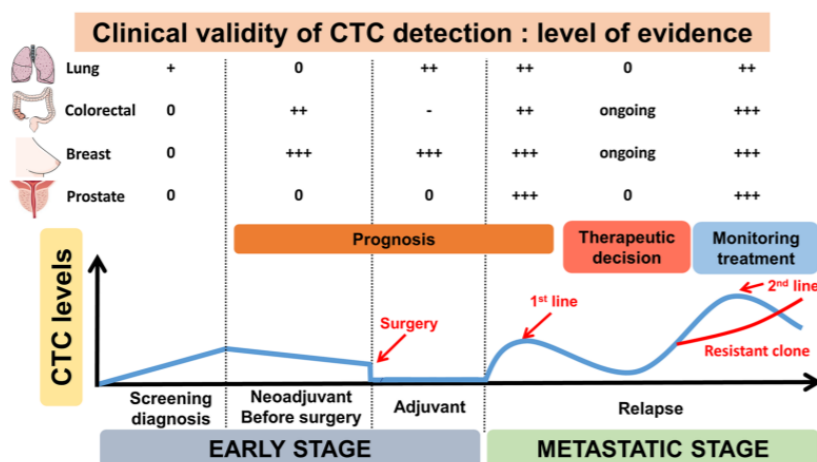 Clinical validity of CTC detection : level of evidence
Lung + 0 ++ ++ 0 ++
Colorectal 0 ++ - ++ ongoing +++
Breast 0 +++ +++ +++ ongoing +++
Prostate 0 0 0 +++ 0 +++
Prognosis
Therapeutic
decision
Monitoring
treatment
CTC levels
Surgery
1st line
2nd line
Resistant clone
Screening
diagnosis
Neoadjuvant
Before surgery
Adjuvant
Relapse
EARLY STAGE
METASTATIC STAGE